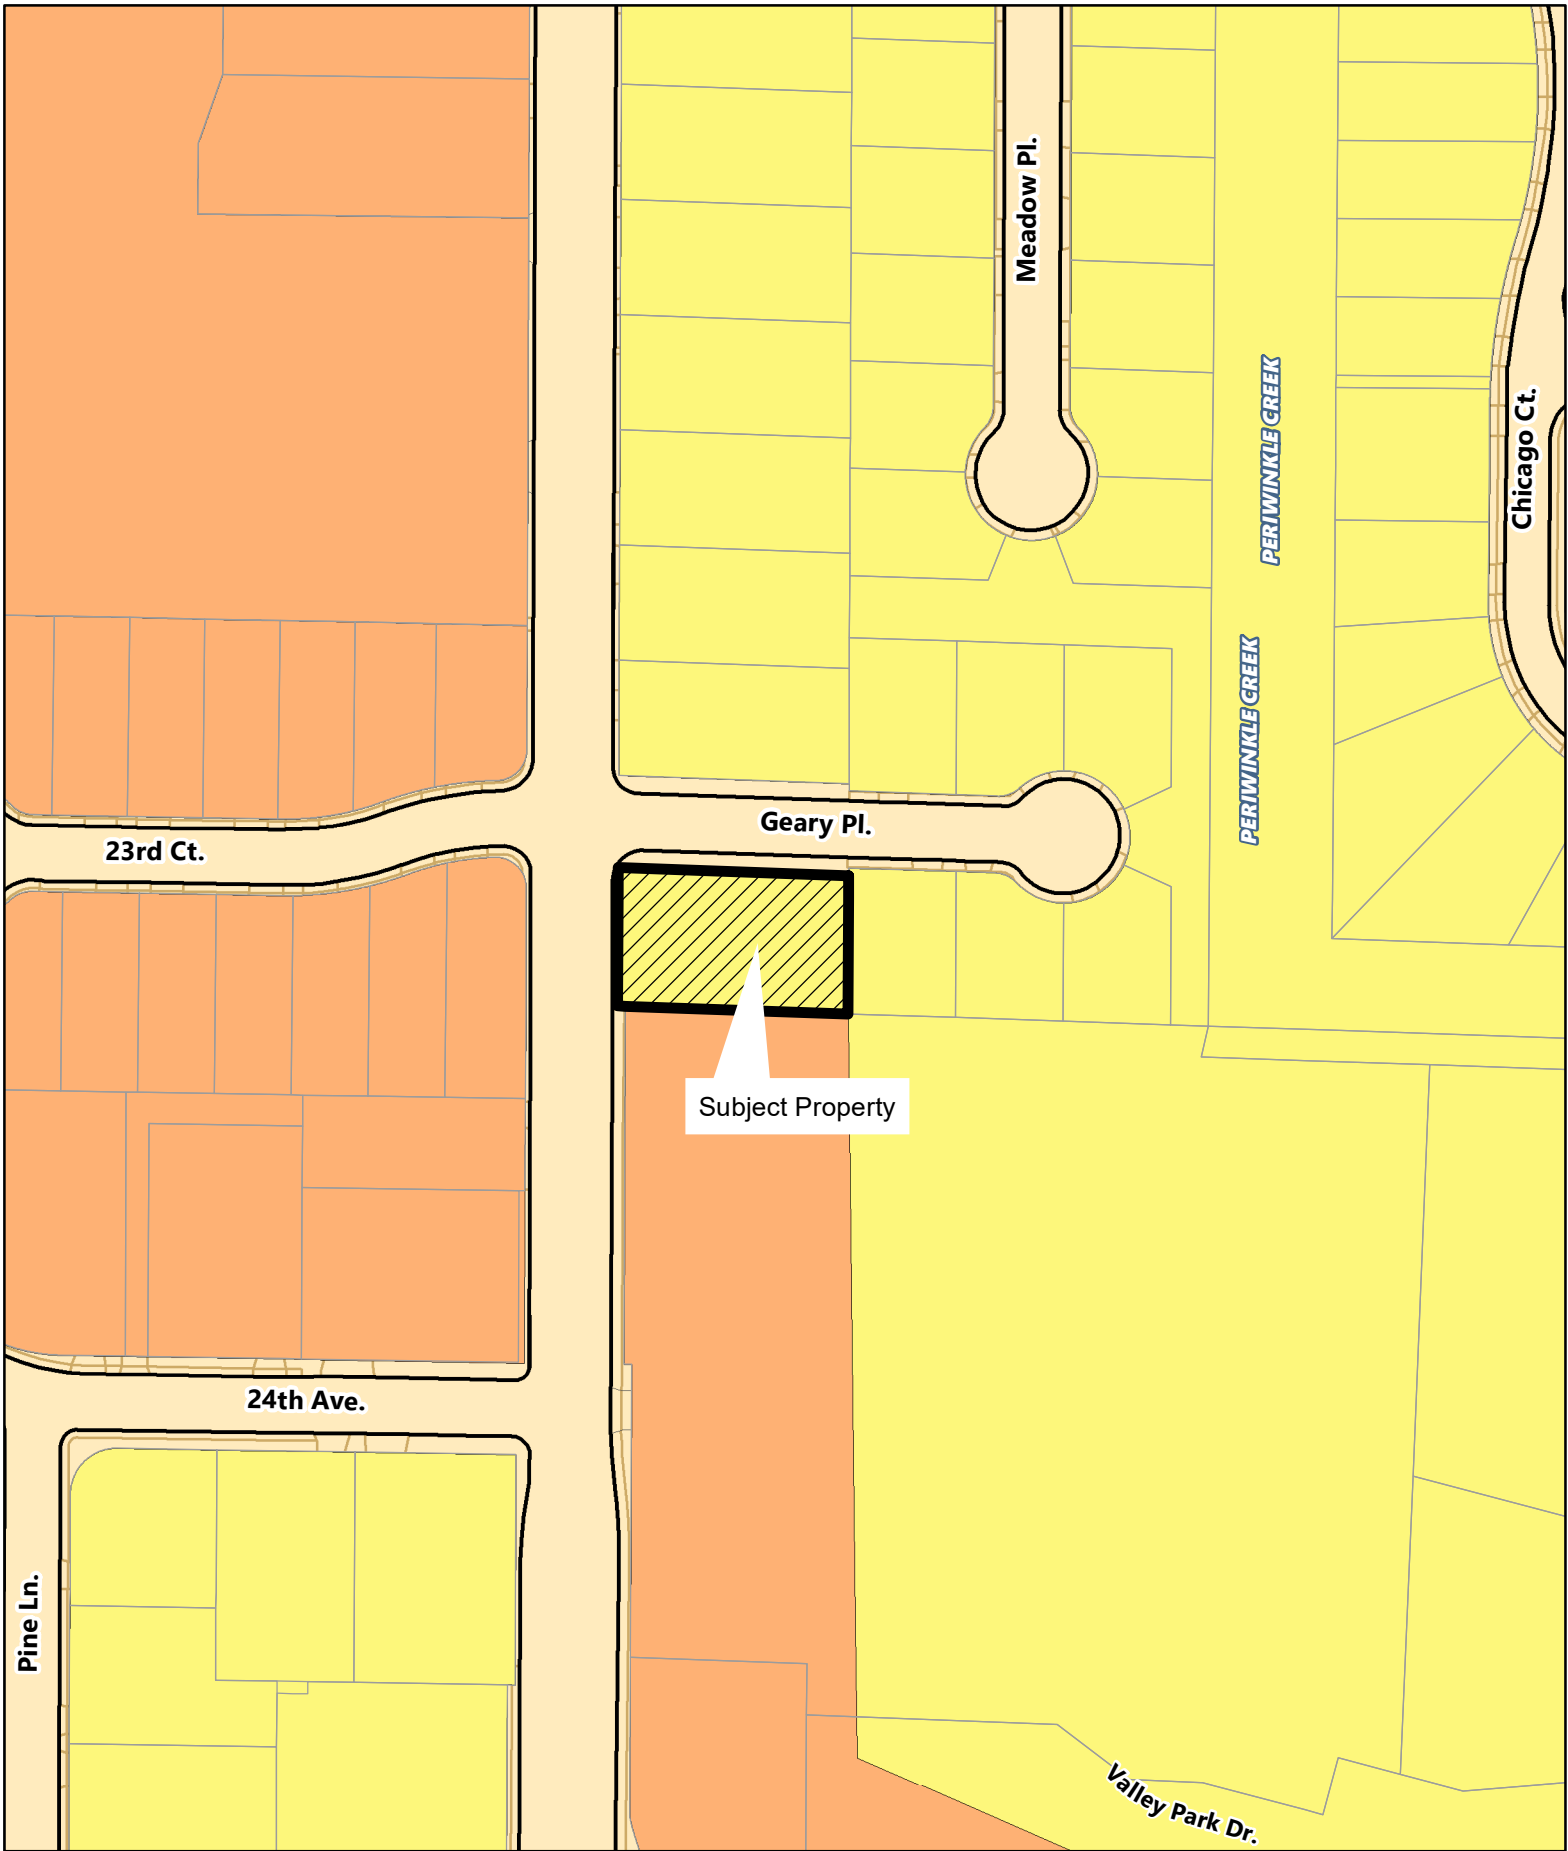 Meadow Pl.
PERIWINKLE CREEK
Chicago Ct.
PERIWINKLE CREEK
Geary Pl.
23rd Ct.
Subject Property
24th Ave.
Pine Ln.
Valley Park Dr.